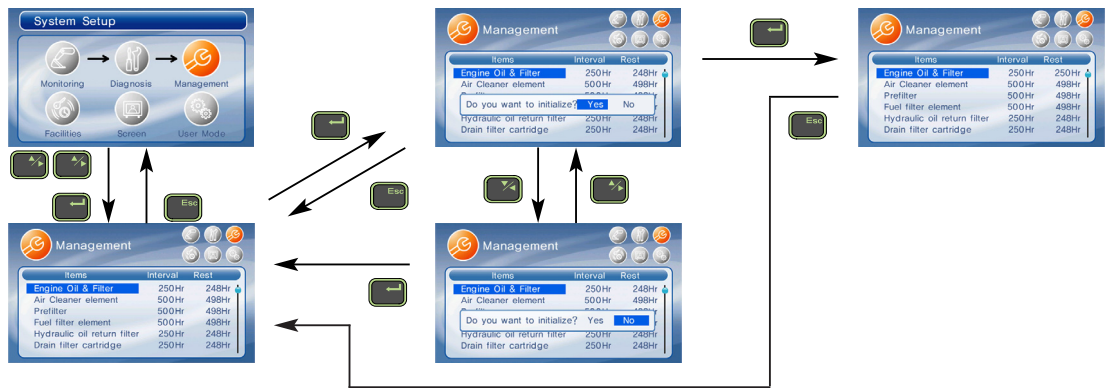 System Setup
Monitoring Diagnosis Management
Facilities Screen User Mode
Esc
Management
Items Interval Rest
Engine Oil & Filter 250Hr 248Hr
Air Cleaner element 500Hr 498Hr
Prefilter 500Hr 498Hr
Fuel filter element 500Hr 498Hr
Hydraulic oil return filter 250Hr 248Hr
Drain filter cartridge 250Hr 248Hr
Esc
Management
Items Interval Rest
Engine Oil & Filter 250Hr 248Hr
Air Cleaner element 500Hr 498Hr
Do you want to initialize? Yes No
Hydraulic oil return filter 250Hr 248Hr
Drain filter cartridge 250Hr 248Hr
Management
Items Interval Rest
Engine Oil & Filter 250Hr 248Hr
Air Cleaner element 500Hr 498Hr
Do you want to initialize? Yes No
Hydraulic oil return filter 250Hr 248Hr
Drain filter cartridge 250Hr 248Hr
Management
Items Interval Rest
Engine Oil & Filter 250Hr 250Hr
Air Cleaner element 500Hr 498Hr
Prefilter 500Hr 498Hr
Fuel filter element 500Hr 498Hr
Hydraulic oil return filter 250Hr 248Hr
Drain filter cartridge 250Hr 248Hr
Esc